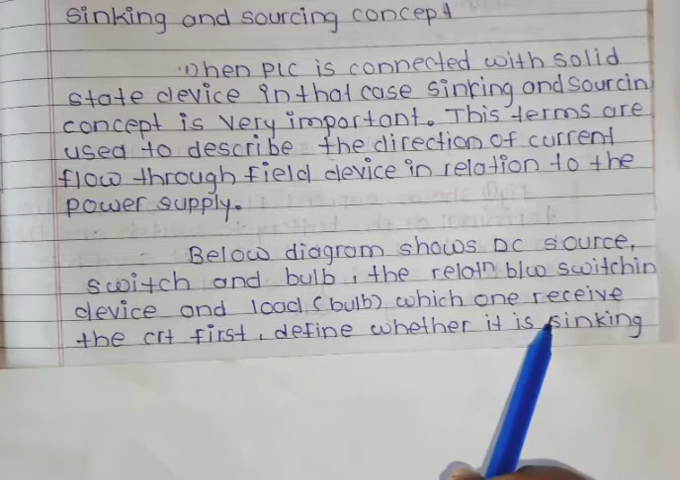 sinking and sourcing concept
When PLC is connected with solid
state device in that case sinking and sourcin
concept is very important. This terms are
used to describe the direction of current
flow through field device in relation to the
power supply.
Below diagram shows DC source,
switch and bulb, the relatn b/w switchin
device and load (bulb) which one receive
the crt first, define whether it is sinking